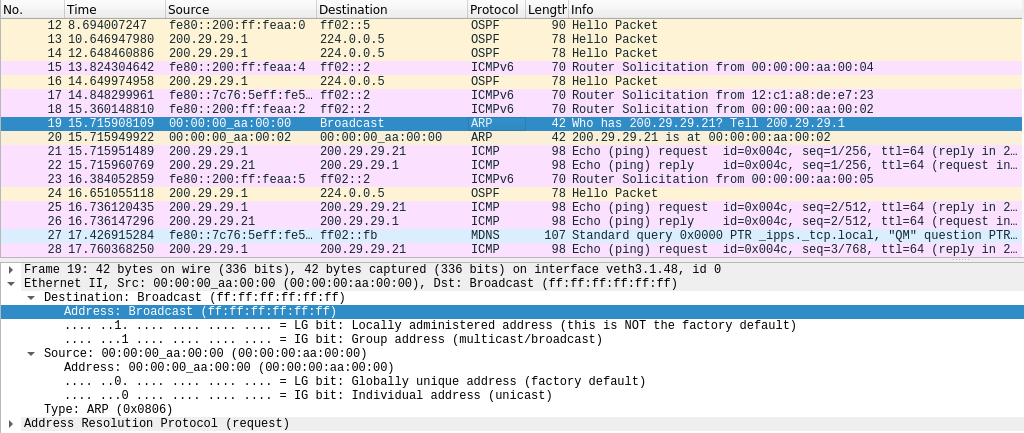 No. Time Source Destination Protocol Length Info
12 8.694007247 fe80::200:ff:feaa:0 ff02::5 OSPF 90 Hello Packet
13 10.646947980 200.29.29.1 224.0.0.5 OSPF 78 Hello Packet
14 12.648460886 200.29.29.1 224.0.0.5 OSPF 78 Hello Packet
15 13.824304642 fe80::200:ff:feaa:4 ff02::2 ICMPv6 70 Router Solicitation from 00:00:00:aa:00:04
16 14.649974958 200.29.29.1 224.0.0.5 OSPF 78 Hello Packet
17 14.848299961 fe80::7c76:5eff:fe5… ff02::2 ICMPv6 70 Router Solicitation from 12:c1:a8:de:e7:23
18 15.360148810 fe80::200:ff:feaa:2 ff02::2 ICMPv6 70 Router Solicitation from 00:00:00:aa:00:02
19 15.715908109 00:00:00_aa:00:00 Broadcast ARP 42 Who has 200.29.29.21? Tell 200.29.29.1
20 15.715949922 00:00:00_aa:00:02 00:00:00_aa:00:00 ARP 42 200.29.29.21 is at 00:00:00:aa:00:02
21 15.715951489 200.29.29.1 200.29.29.21 ICMP 98 Echo (ping) request id=0x004c, seq=1/256, ttl=64 (reply in 2…
22 15.715960769 200.29.29.21 200.29.29.1 ICMP 98 Echo (ping) reply id=0x004c, seq=1/256, ttl=64 (request in…
23 16.384052859 fe80::200:ff:feaa:5 ff02::2 ICMPv6 70 Router Solicitation from 00:00:00:aa:00:05
24 16.651055118 200.29.29.1 224.0.0.5 OSPF 78 Hello Packet
25 16.736120435 200.29.29.1 200.29.29.21 ICMP 98 Echo (ping) request id=0x004c, seq=2/512, ttl=64 (reply in 2…
26 16.736147296 200.29.29.21 200.29.29.1 ICMP 98 Echo (ping) reply id=0x004c, seq=2/512, ttl=64 (request in…
27 17.426915284 fe80::7c76:5eff:fe5… ff02::fb MDNS 107 Standard query 0x0000 PTR _ipps._tcp.local, "QM" question PTR…
28 17.760368250 200.29.29.1 200.29.29.21 ICMP 98 Echo (ping) request id=0x004c, seq=3/768, ttl=64 (reply in 2…
Frame 19: 42 bytes on wire (336 bits), 42 bytes captured (336 bits) on interface veth3.1.48, id 0
Ethernet II, Src: 00:00:00_aa:00:00 (00:00:00:aa:00:00), Dst: Broadcast (ff:ff:ff:ff:ff:ff)
Destination: Broadcast (ff:ff:ff:ff:ff:ff)
Address: Broadcast (ff:ff:ff:ff:ff:ff)
.... ..1. .... .... .... .... = LG bit: Locally administered address (this is NOT the factory default)
.... ...1 .... .... .... .... = IG bit: Group address (multicast/broadcast)
Source: 00:00:00_aa:00:00 (00:00:00:aa:00:00)
Address: 00:00:00_aa:00:00 (00:00:00:aa:00:00)
.... ..0. .... .... .... .... = LG bit: Globally unique address (factory default)
.... ...0 .... .... .... .... = IG bit: Individual address (unicast)
Type: ARP (0x0806)
Address Resolution Protocol (request)